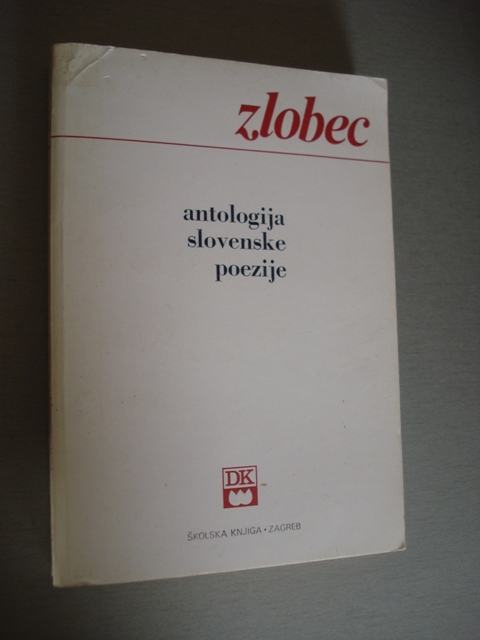 zlobec
antologija
slovenske
poezije
DK
ŠKOLSKA KNJIGA • ZAGREB